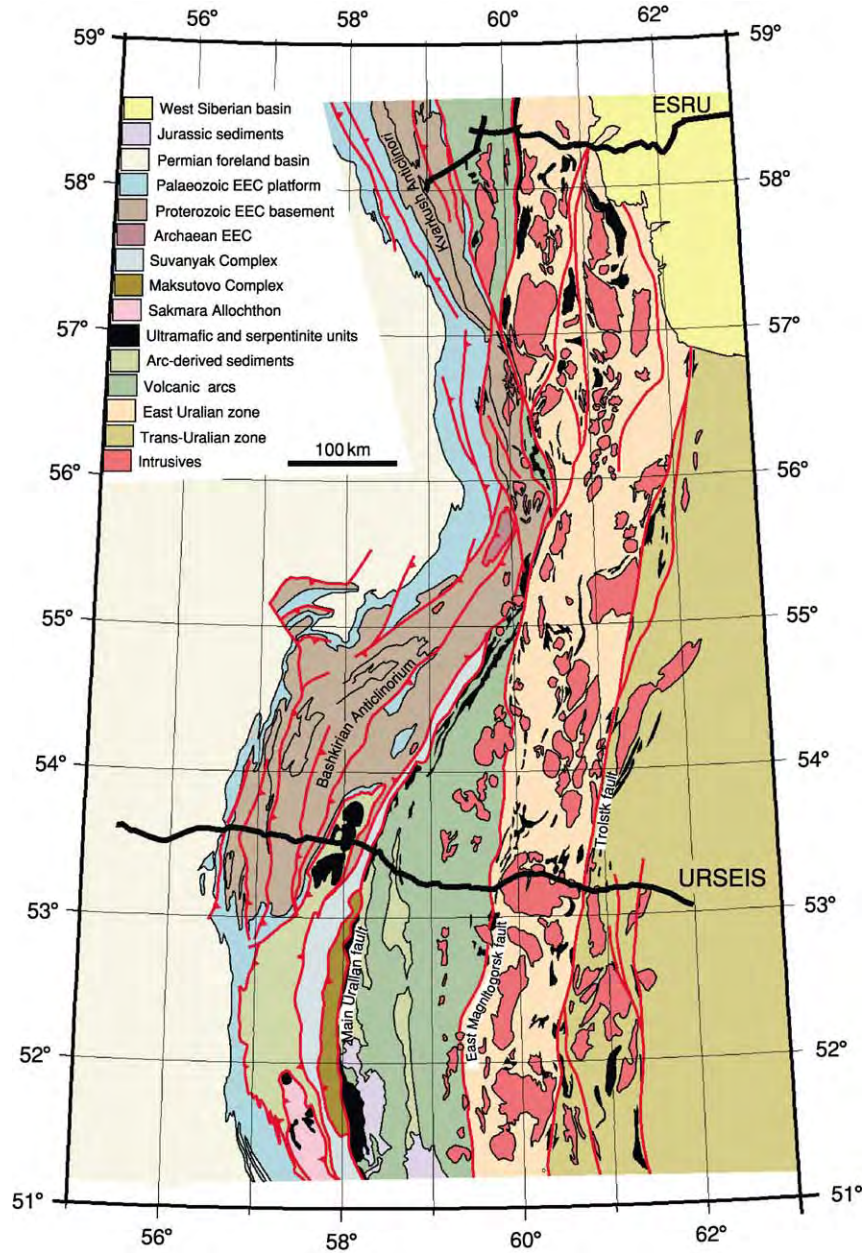 58° 60° 62°
59° 59°
West Siberian basin
ESRU
Jurassic sediments
Permian foreland basin
58° 58°
Palaeozoic EEC platform
Proterozoic EEC basement
Kvarkush Anticlinori
Archaean EEC
Suvanyak Complex
Maksutovo Complex
Sakmara Allochthon
57° 57°
Ultramafic and serpentinite units
Arc-derived sediments
Volcanic arcs
East Uralian zone
Trans-Uralian zone
100 km
Intrusives
56° 56°
55° 55°
Bashkirian Anticlinorium
54° 54°
Troistk fault
URSEIS
53° 53°
Main Uralian fault
East Magnitogorsk fault
52° 52°
51° 51°
56° 58° 60° 62°